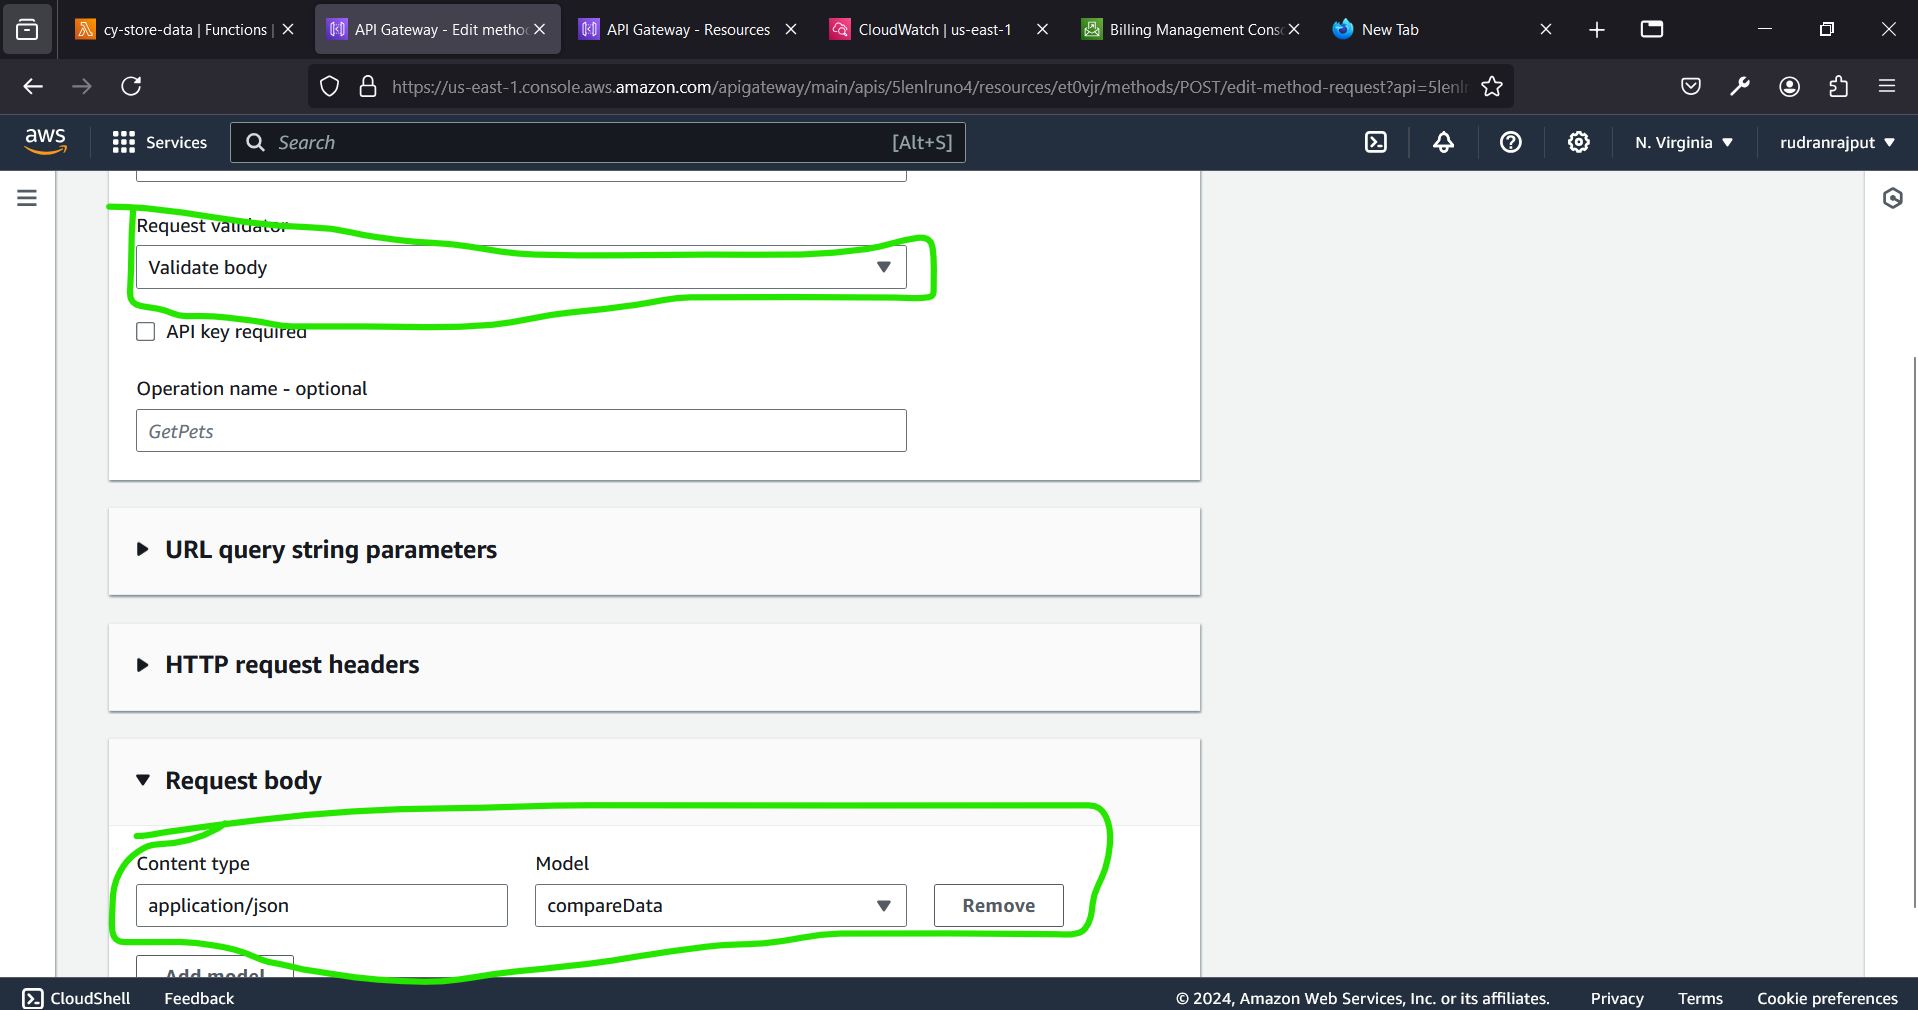 cy-store-data | Functions |
API Gateway - Edit metho
API Gateway - Resources
CloudWatch | us-east-1
Billing Management Cons
New Tab
https://us-east-1.console.aws.amazon.com/apigateway/main/apis/5lenlruno4/resources/et0vjr/methods/POST/edit-method-request?api=5lenlr
aws
Services
Search
[Alt+S]
N. Virginia
rudranrajput
Request validator
Validate body
API key required
Operation name - optional
GetPets
URL query string parameters
HTTP request headers
Request body
Content type
Model
application/json
compareData
Remove
Add model
CloudShell
Feedback
© 2024, Amazon Web Services, Inc. or its affiliates.
Privacy
Terms
Cookie preferences